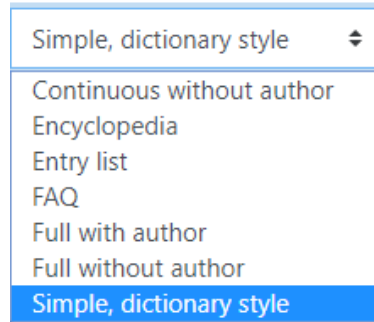 Simple, dictionary style
Continuous without author
Encyclopedia
Entry list
FAQ
Full with author
Full without author
Simple, dictionary style